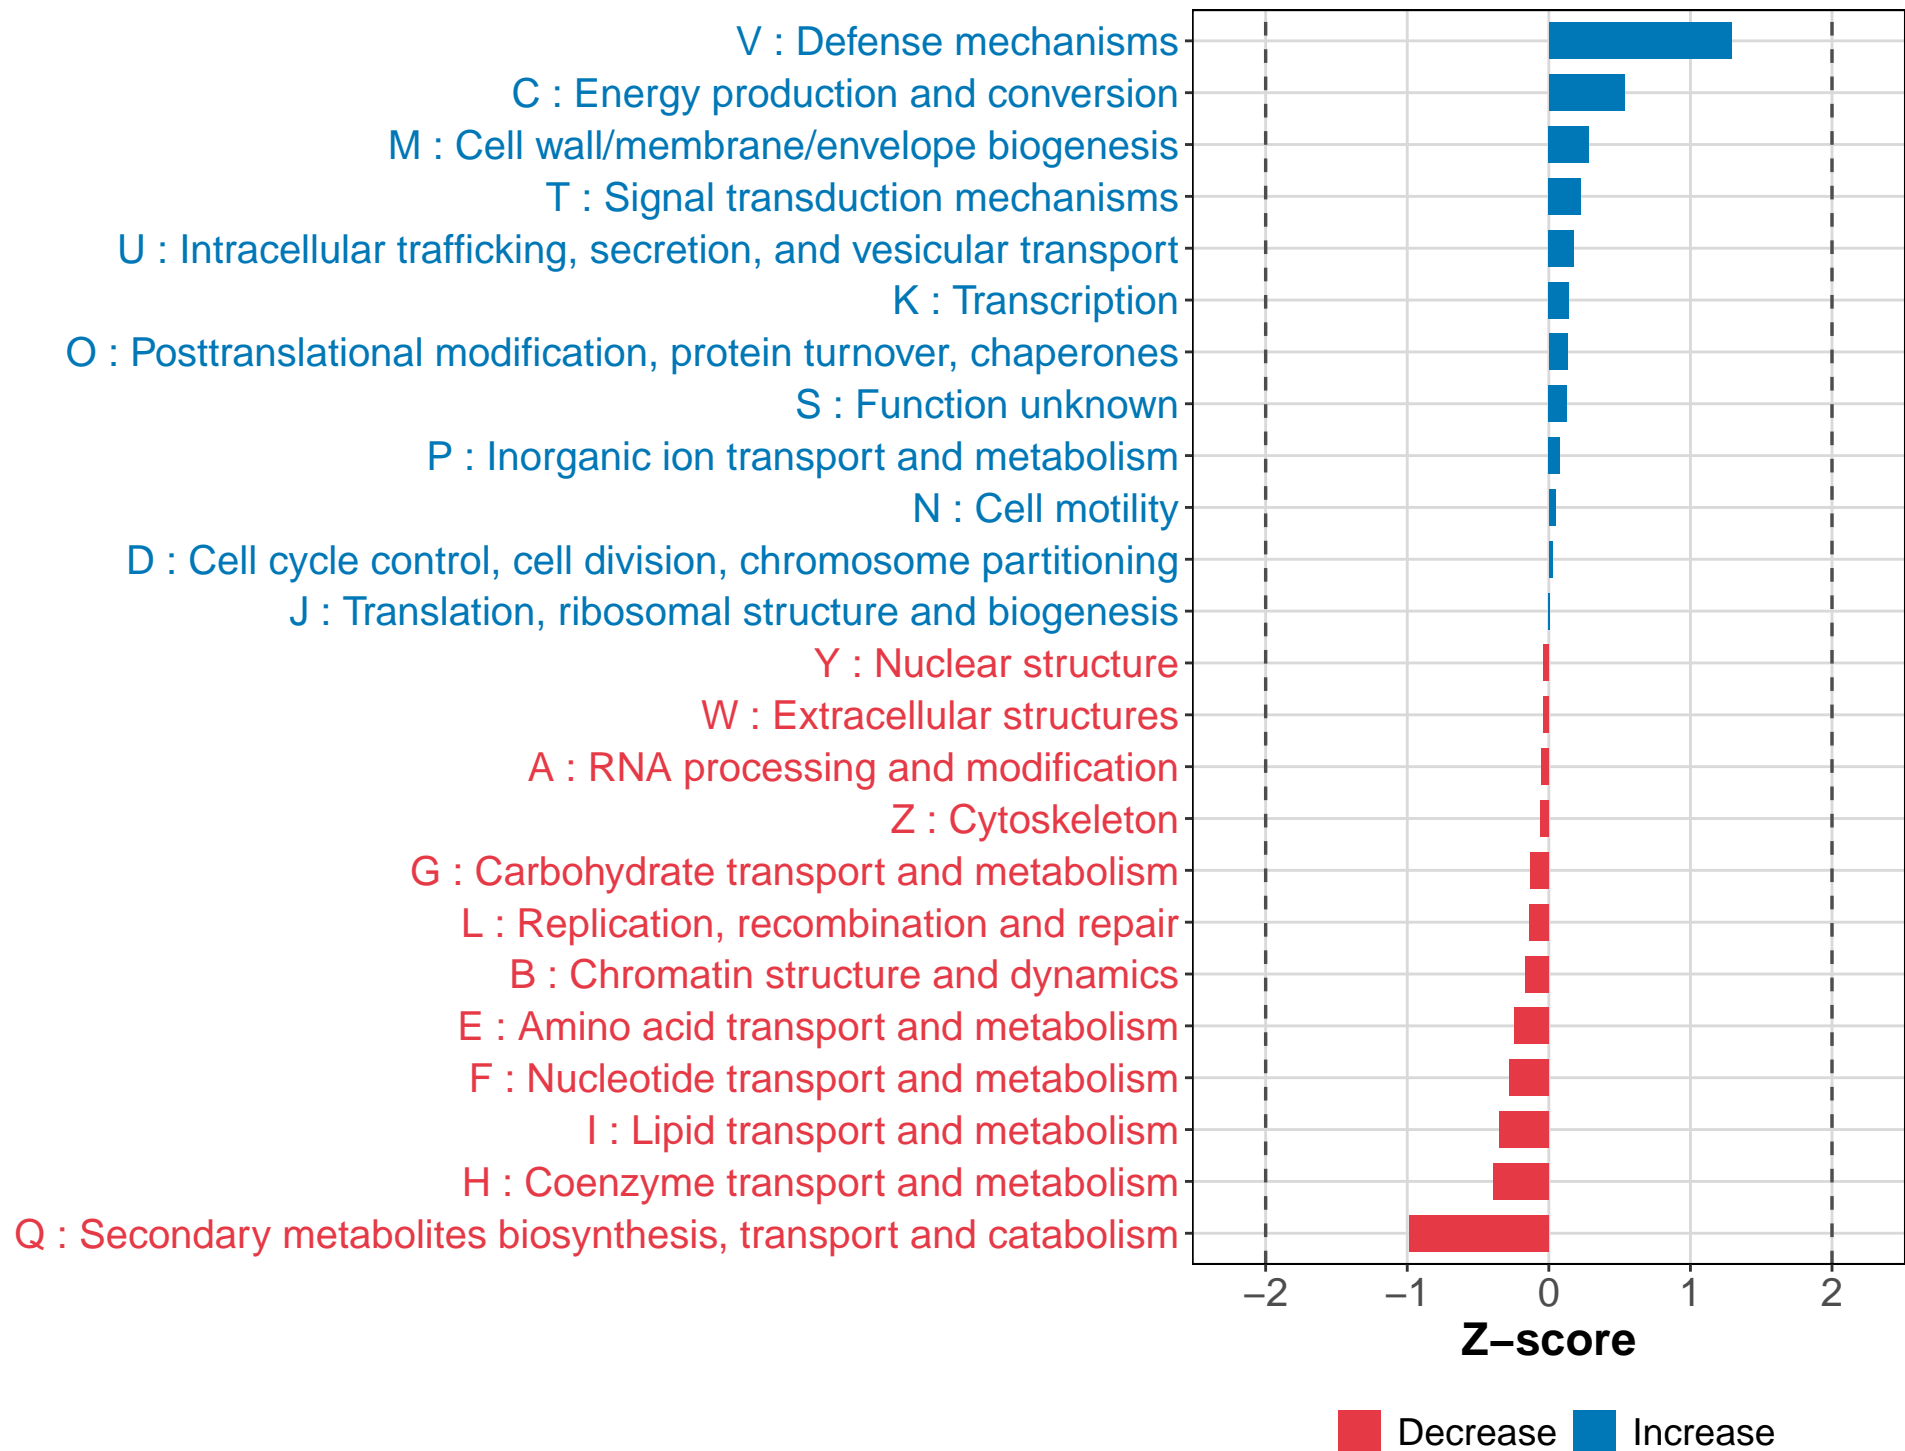 V : Defense mechanisms
C : Energy production and conversion
M : Cell wall/membrane/envelope biogenesis
T : Signal transduction mechanisms
U : Intracellular trafficking, secretion, and vesicular transport
K : Transcription
O : Posttranslational modification, protein turnover, chaperones
S : Function unknown
P : Inorganic ion transport and metabolism
N : Cell motility
D : Cell cycle control, cell division, chromosome partitioning
J : Translation, ribosomal structure and biogenesis
Y : Nuclear structure
W : Extracellular structures
A : RNA processing and modification
Z : Cytoskeleton
G : Carbohydrate transport and metabolism
L : Replication, recombination and repair
B : Chromatin structure and dynamics
E : Amino acid transport and metabolism
F : Nucleotide transport and metabolism
I : Lipid transport and metabolism
H : Coenzyme transport and metabolism
Q : Secondary metabolites biosynthesis, transport and catabolism
−2 −1 0 1 2
Z−score
Decrease Increase